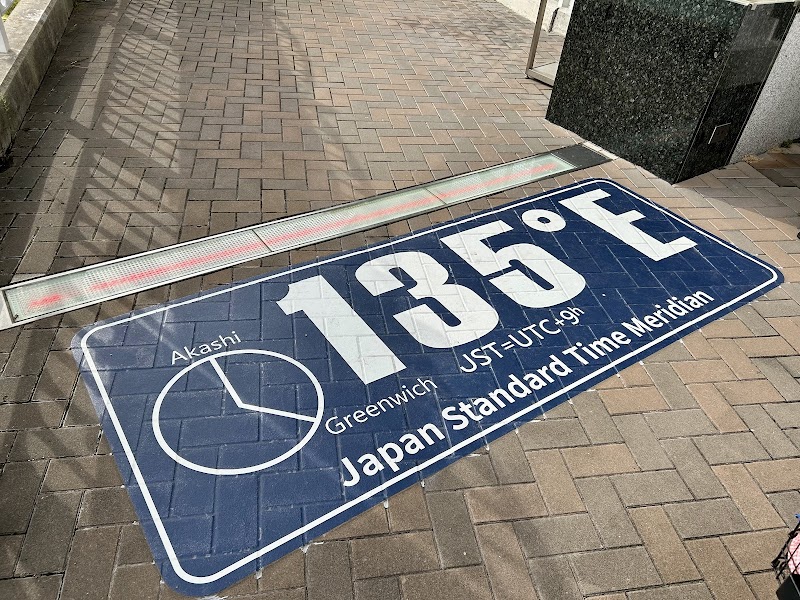 135°E
Akashi
JST=UTC+9h
Greenwich
Japan Standard Time Meridian